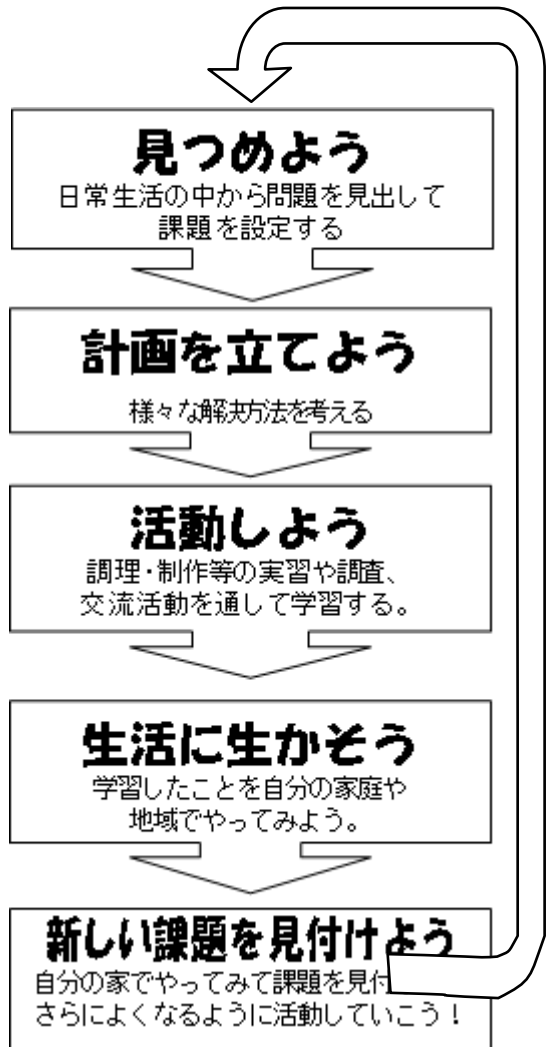 見つめよう
日常生活の中から問題を見出して
課題を設定する
計画を立てよう
様々な解決方法を考える
活動しよう
調理・制作等の実習や調査、
交流活動を通して学習する。
生活に生かそう
学習したことを自分の家庭や
地域でやってみよう。
新しい課題を見付けよう
自分の家でやってみて課題を見付
さらによくなるように活動していこう!